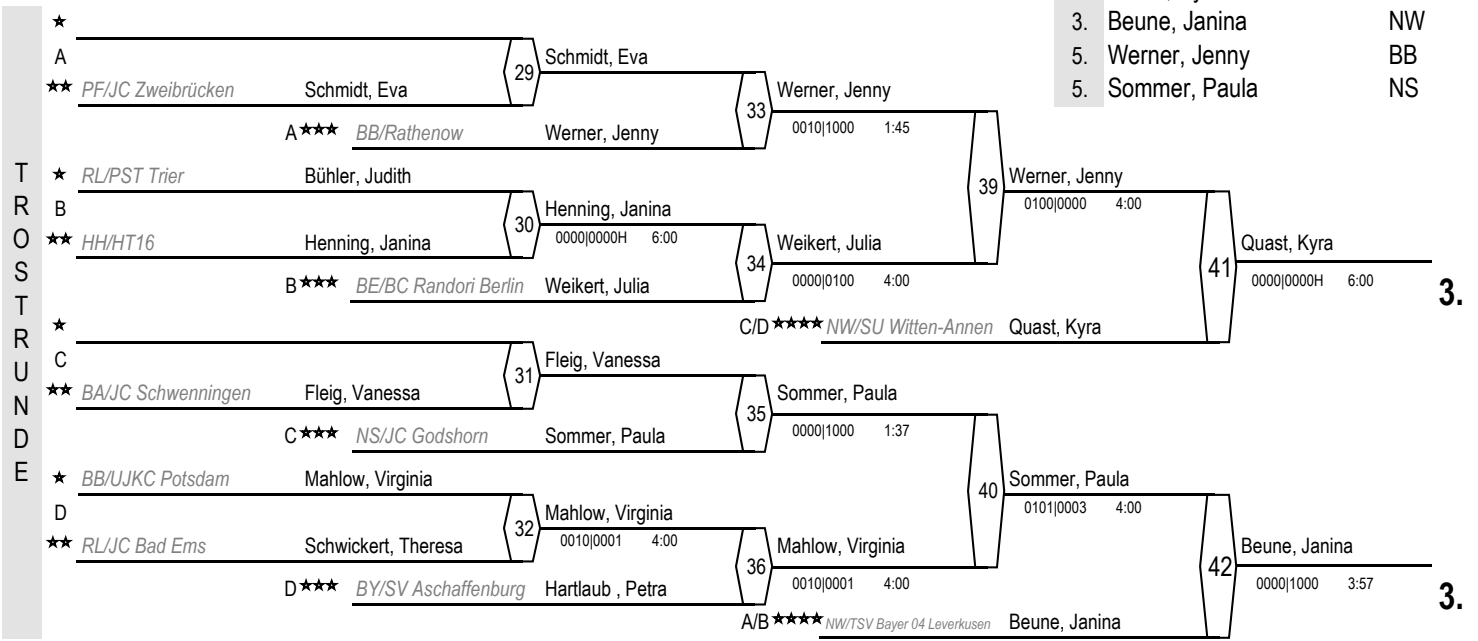 3. Beune, Janina NW
5. Werner, Jenny BB
5. Sommer, Paula NS
TROSTRUNDE
A
PF/JC Zweibrücken Schmidt, Eva
29
Schmidt, Eva
A BB/Rathenow Werner, Jenny
33
Werner, Jenny
0010|1000 1:45
RL/PST Trier Bühler, Judith
B
HH/HT16 Henning, Janina
30
Henning, Janina
0000|0000H 6:00
B BE/BC Randori Berlin Weikert, Julia
34
Weikert, Julia
0000|0100 4:00
39
Werner, Jenny
0100|0000 4:00
C/D NW/SU Witten-Annen Quast, Kyra
41
Quast, Kyra
0000|0000H 6:00
3.
C
BA/JC Schwenningen Fleig, Vanessa
31
Fleig, Vanessa
C NS/JC Godshorn Sommer, Paula
35
Sommer, Paula
0000|1000 1:37
BB/UJKC Potsdam Mahlow, Virginia
D
RL/JC Bad Ems Schwickert, Theresa
32
Mahlow, Virginia
0010|0001 4:00
D BY/SV Aschaffenburg Hartlaub , Petra
36
Mahlow, Virginia
0010|0001 4:00
40
Sommer, Paula
0101|0003 4:00
A/B NW/TSV Bayer 04 Leverkusen Beune, Janina
42
Beune, Janina
0000|1000 3:57
3.